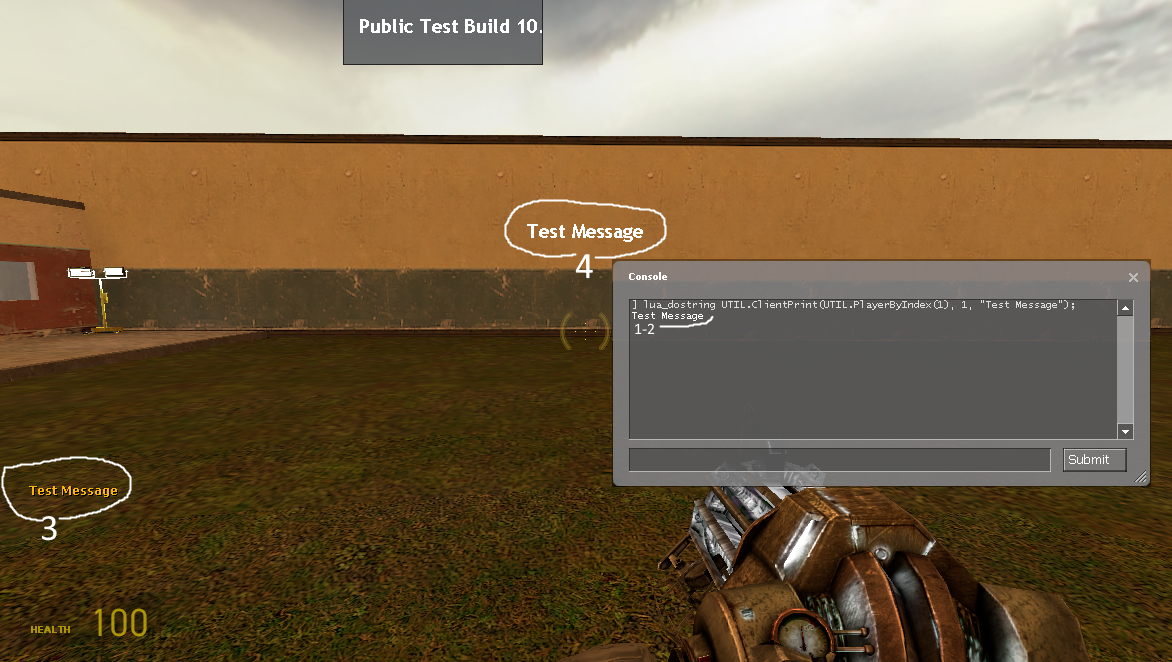 Public Test Build 10.
Test Message
4
Console
] lua_dostring UTIL.ClientPrint(UTIL.PlayerByIndex(1), 1, "Test Message");
Test Message
1-2
Submit
Test Message
3
HEALTH 100